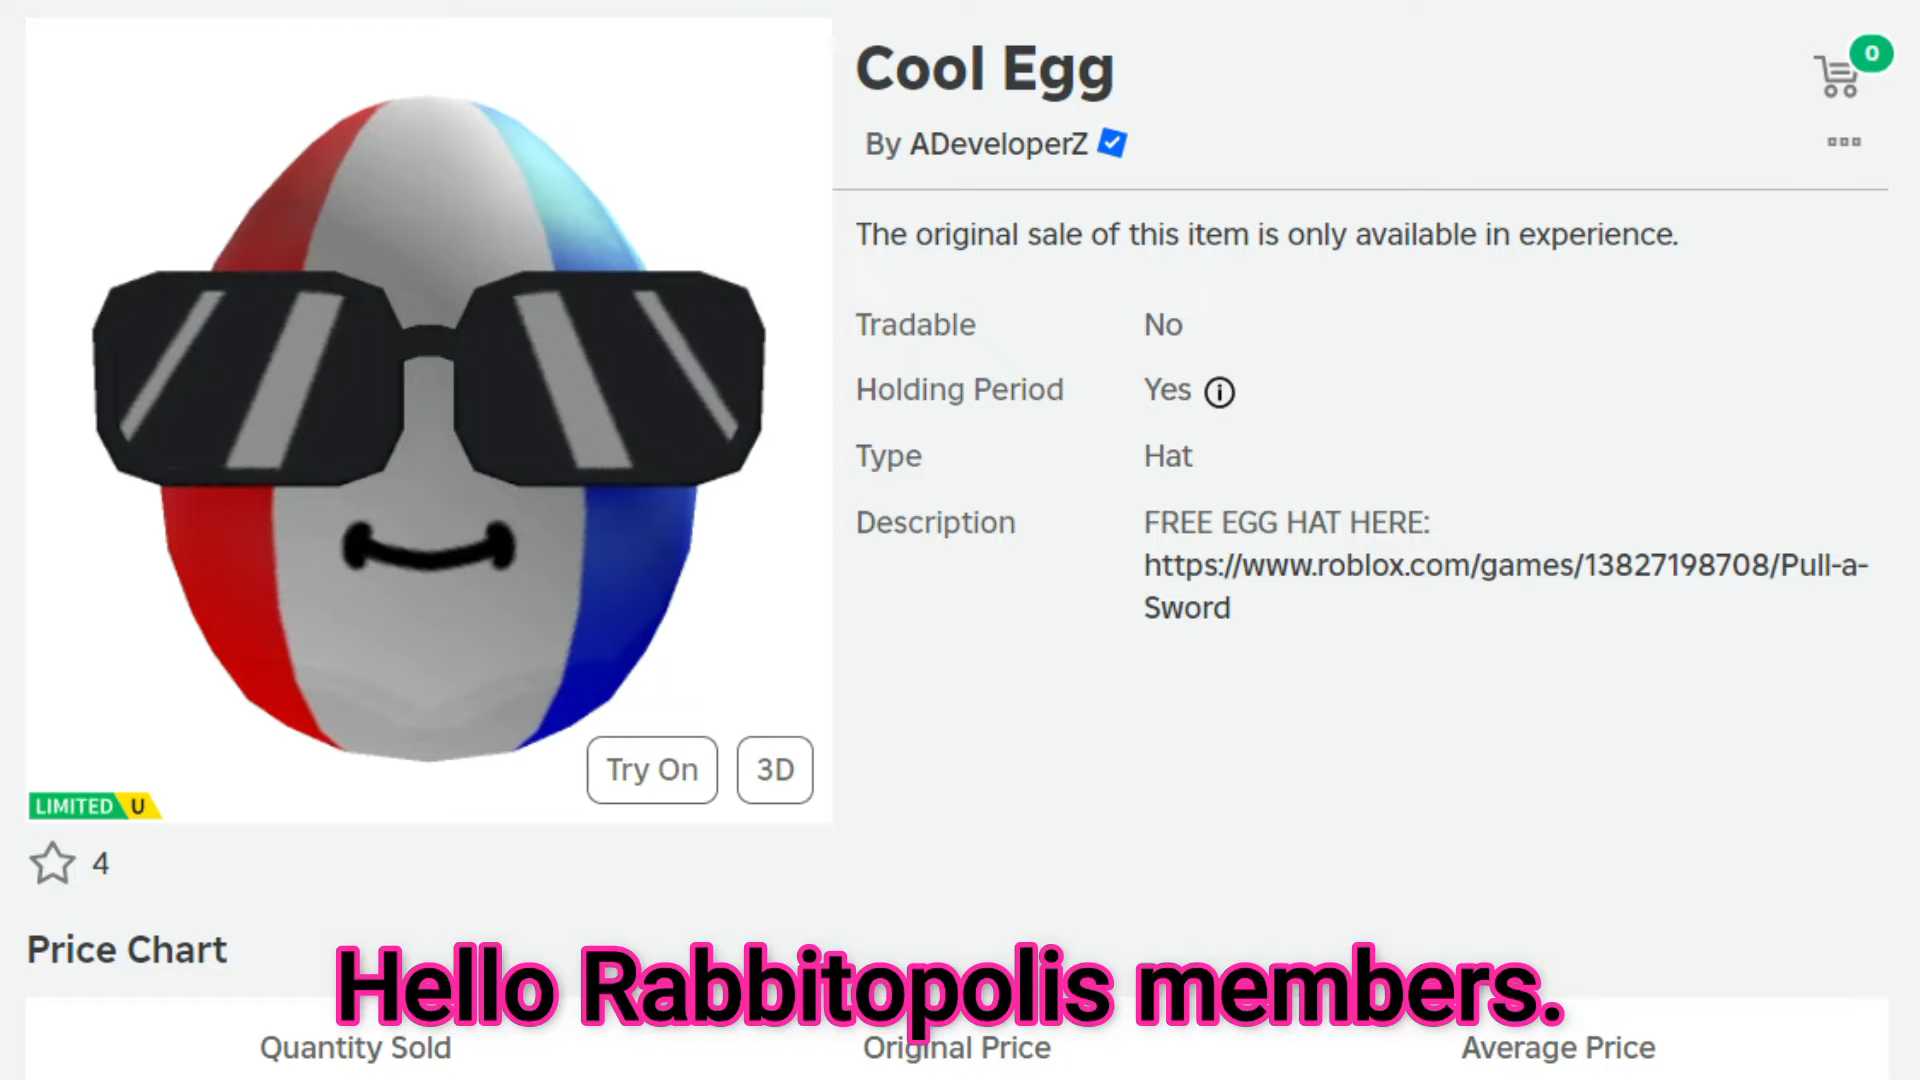 Cool Egg
0
By ADeveloperZ
The original sale of this item is only available in experience.
Tradable No
Holding Period Yes
Type Hat
Description FREE EGG HAT HERE:
https://www.roblox.com/games/13827198708/Pull-a-
Sword
Try On 3D
LIMITED U
4
Price Chart
Hello Rabbitopolis members.
Quantity Sold Original Price Average Price